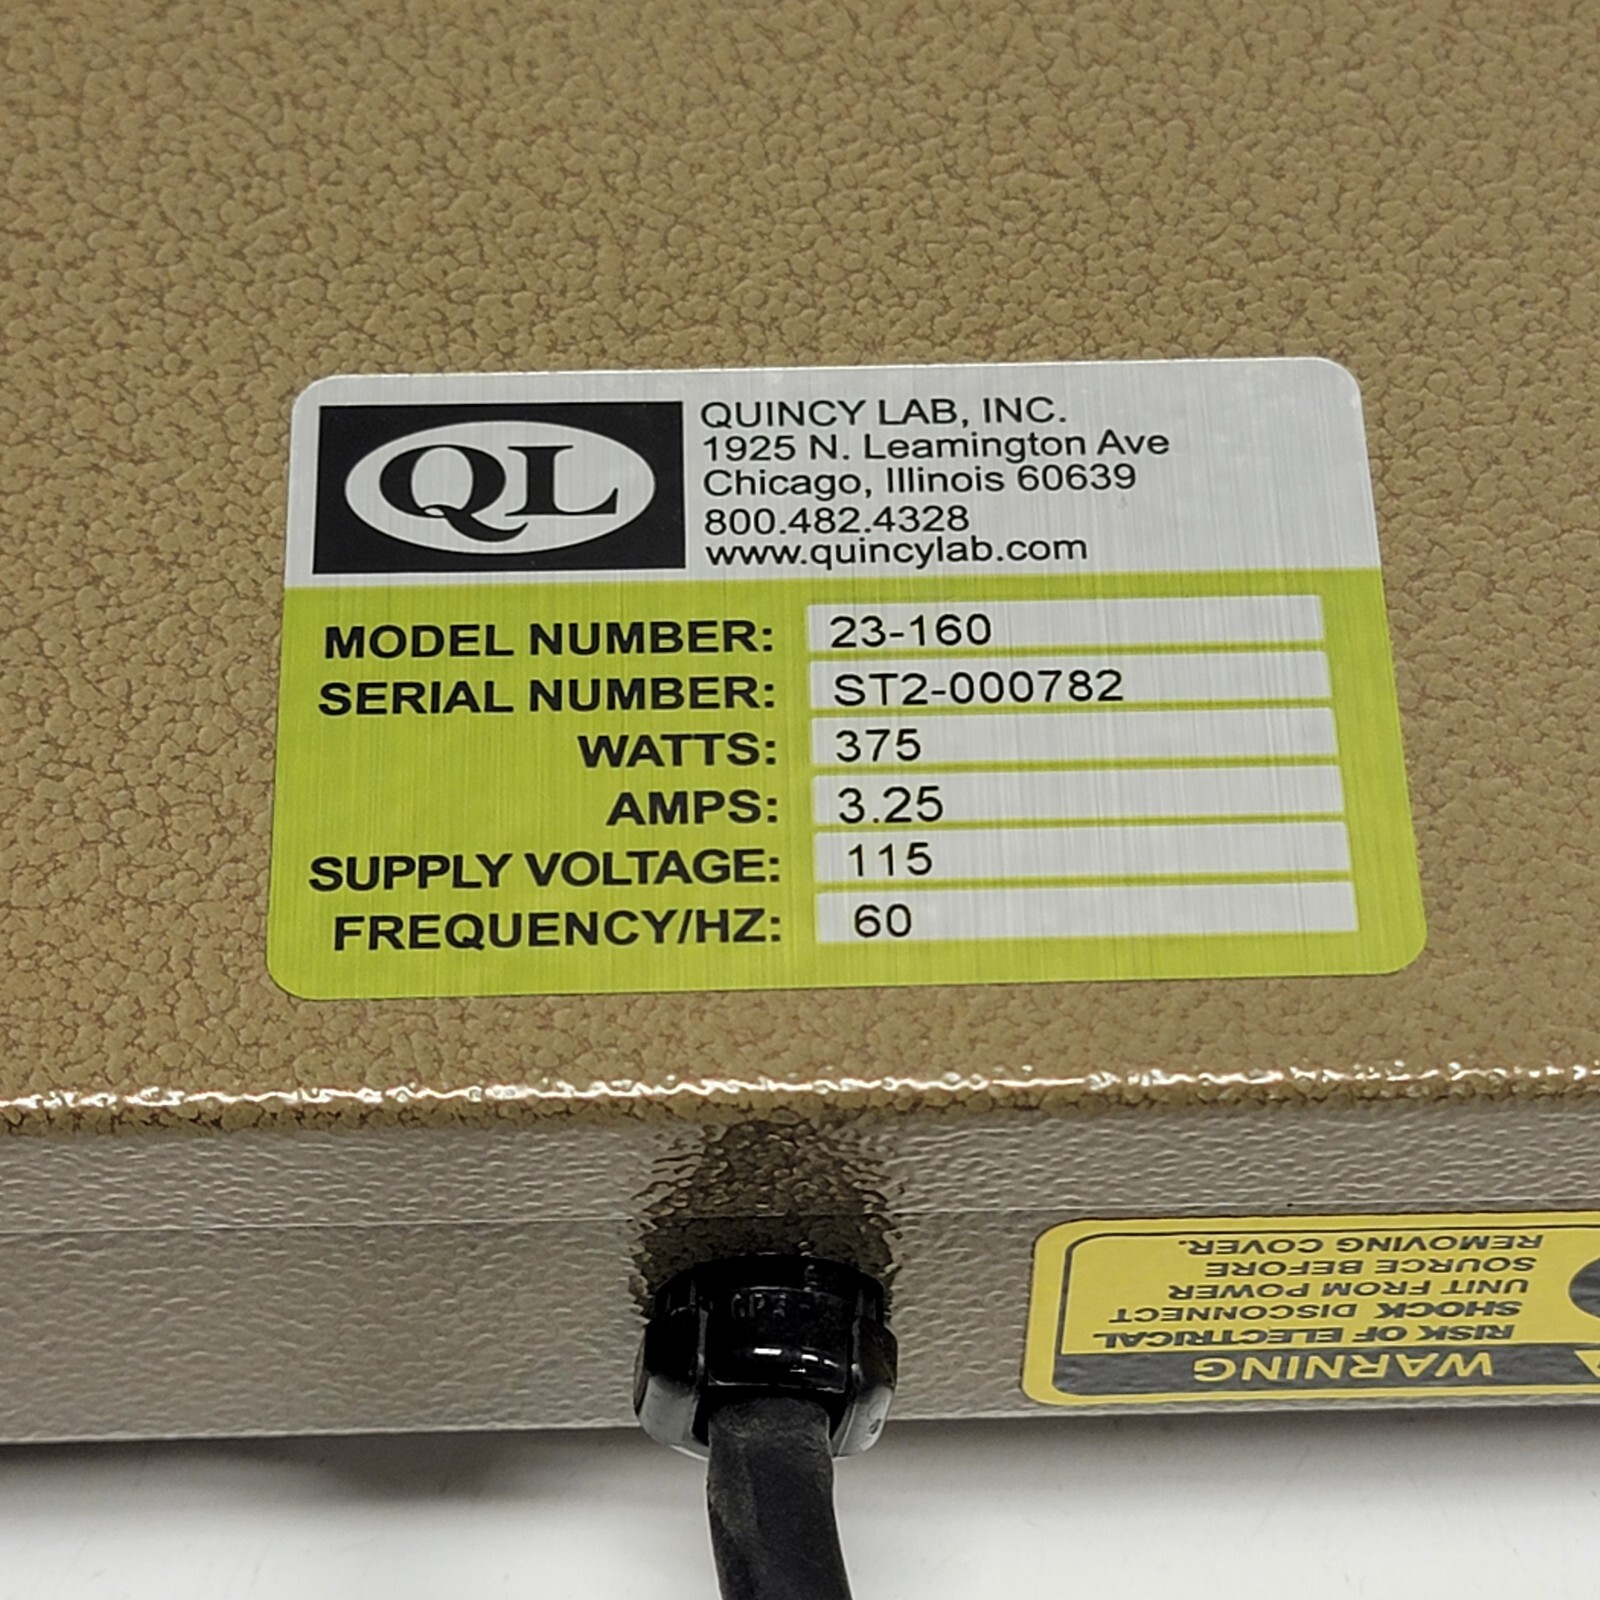 QL
QUINCY LAB, INC.
1925 N. Leamington Ave
Chicago, Illinois 60639
800.482.4328
www.quincylab.com
MODEL NUMBER: 23-160
SERIAL NUMBER: ST2-000782
WATTS: 375
AMPS: 3.25
SUPPLY VOLTAGE: 115
FREQUENCY/HZ: 60
WARNING
RISK OF ELECTRICAL
SHOCK DISCONNECT
UNIT FROM POWER
SOURCE BEFORE
REMOVING COVER.